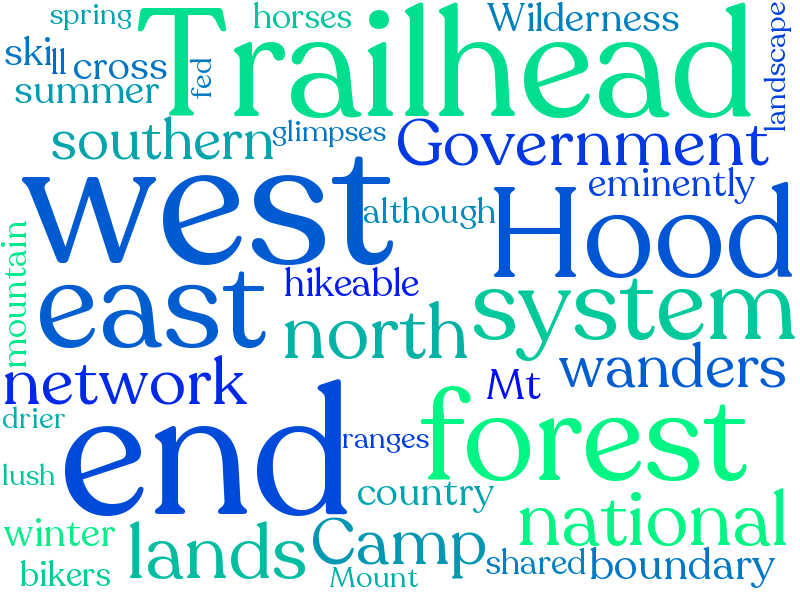 spring
horses
Wilderness
landscape
Trailhead
ski
ll
cross
fed
summer
southern
glimpses
Government
west
although
eminently
Hood
mountain
east
hikeable
north
system
network
Mt
wanders
drier
end
ranges
forest
lush
country
winter
lands
Camp
national
bikers
Mount
shared
boundary